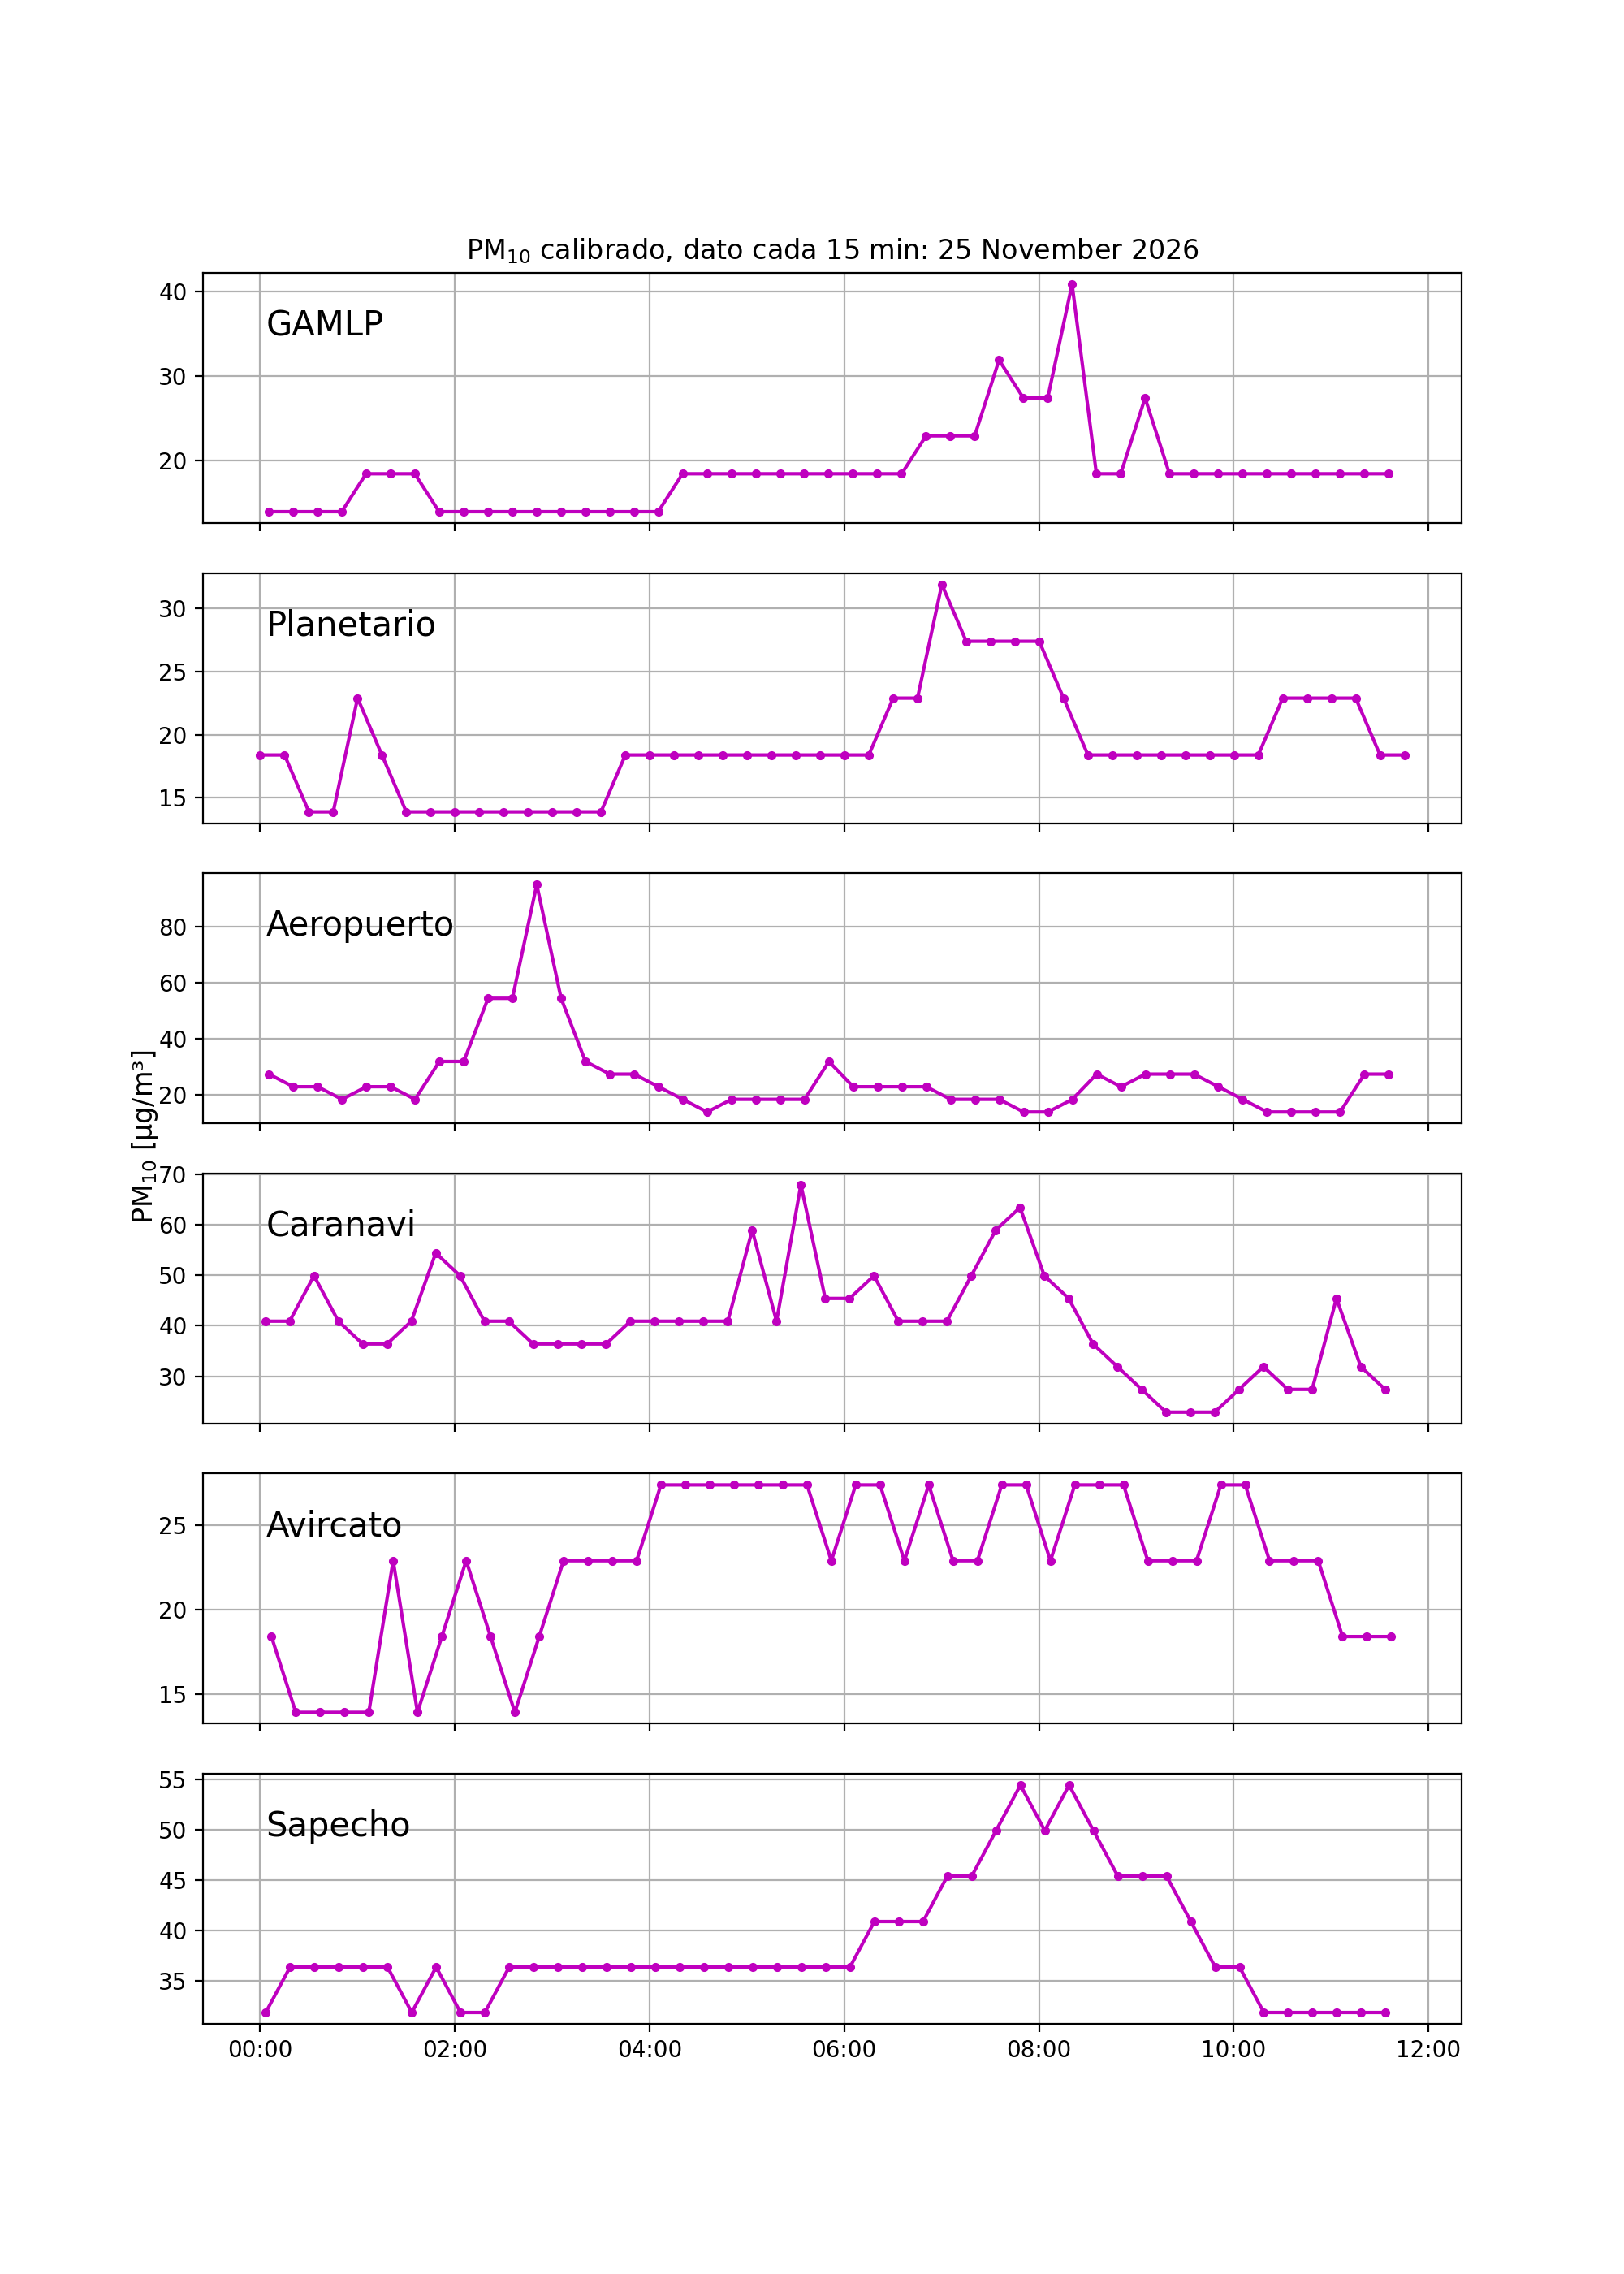 PM₁₀ calibrado, dato cada 15 min: 25 November 2026
40
30
20
GAMLP
30
25
20
15
Planetario
80
60
40
20
Aeropuerto
PM₁₀ [µg/m³]
70
60
50
40
30
Caranavi
25
20
15
Avircato
55
50
45
40
35
Sapecho
00:00 02:00 04:00 06:00 08:00 10:00 12:00